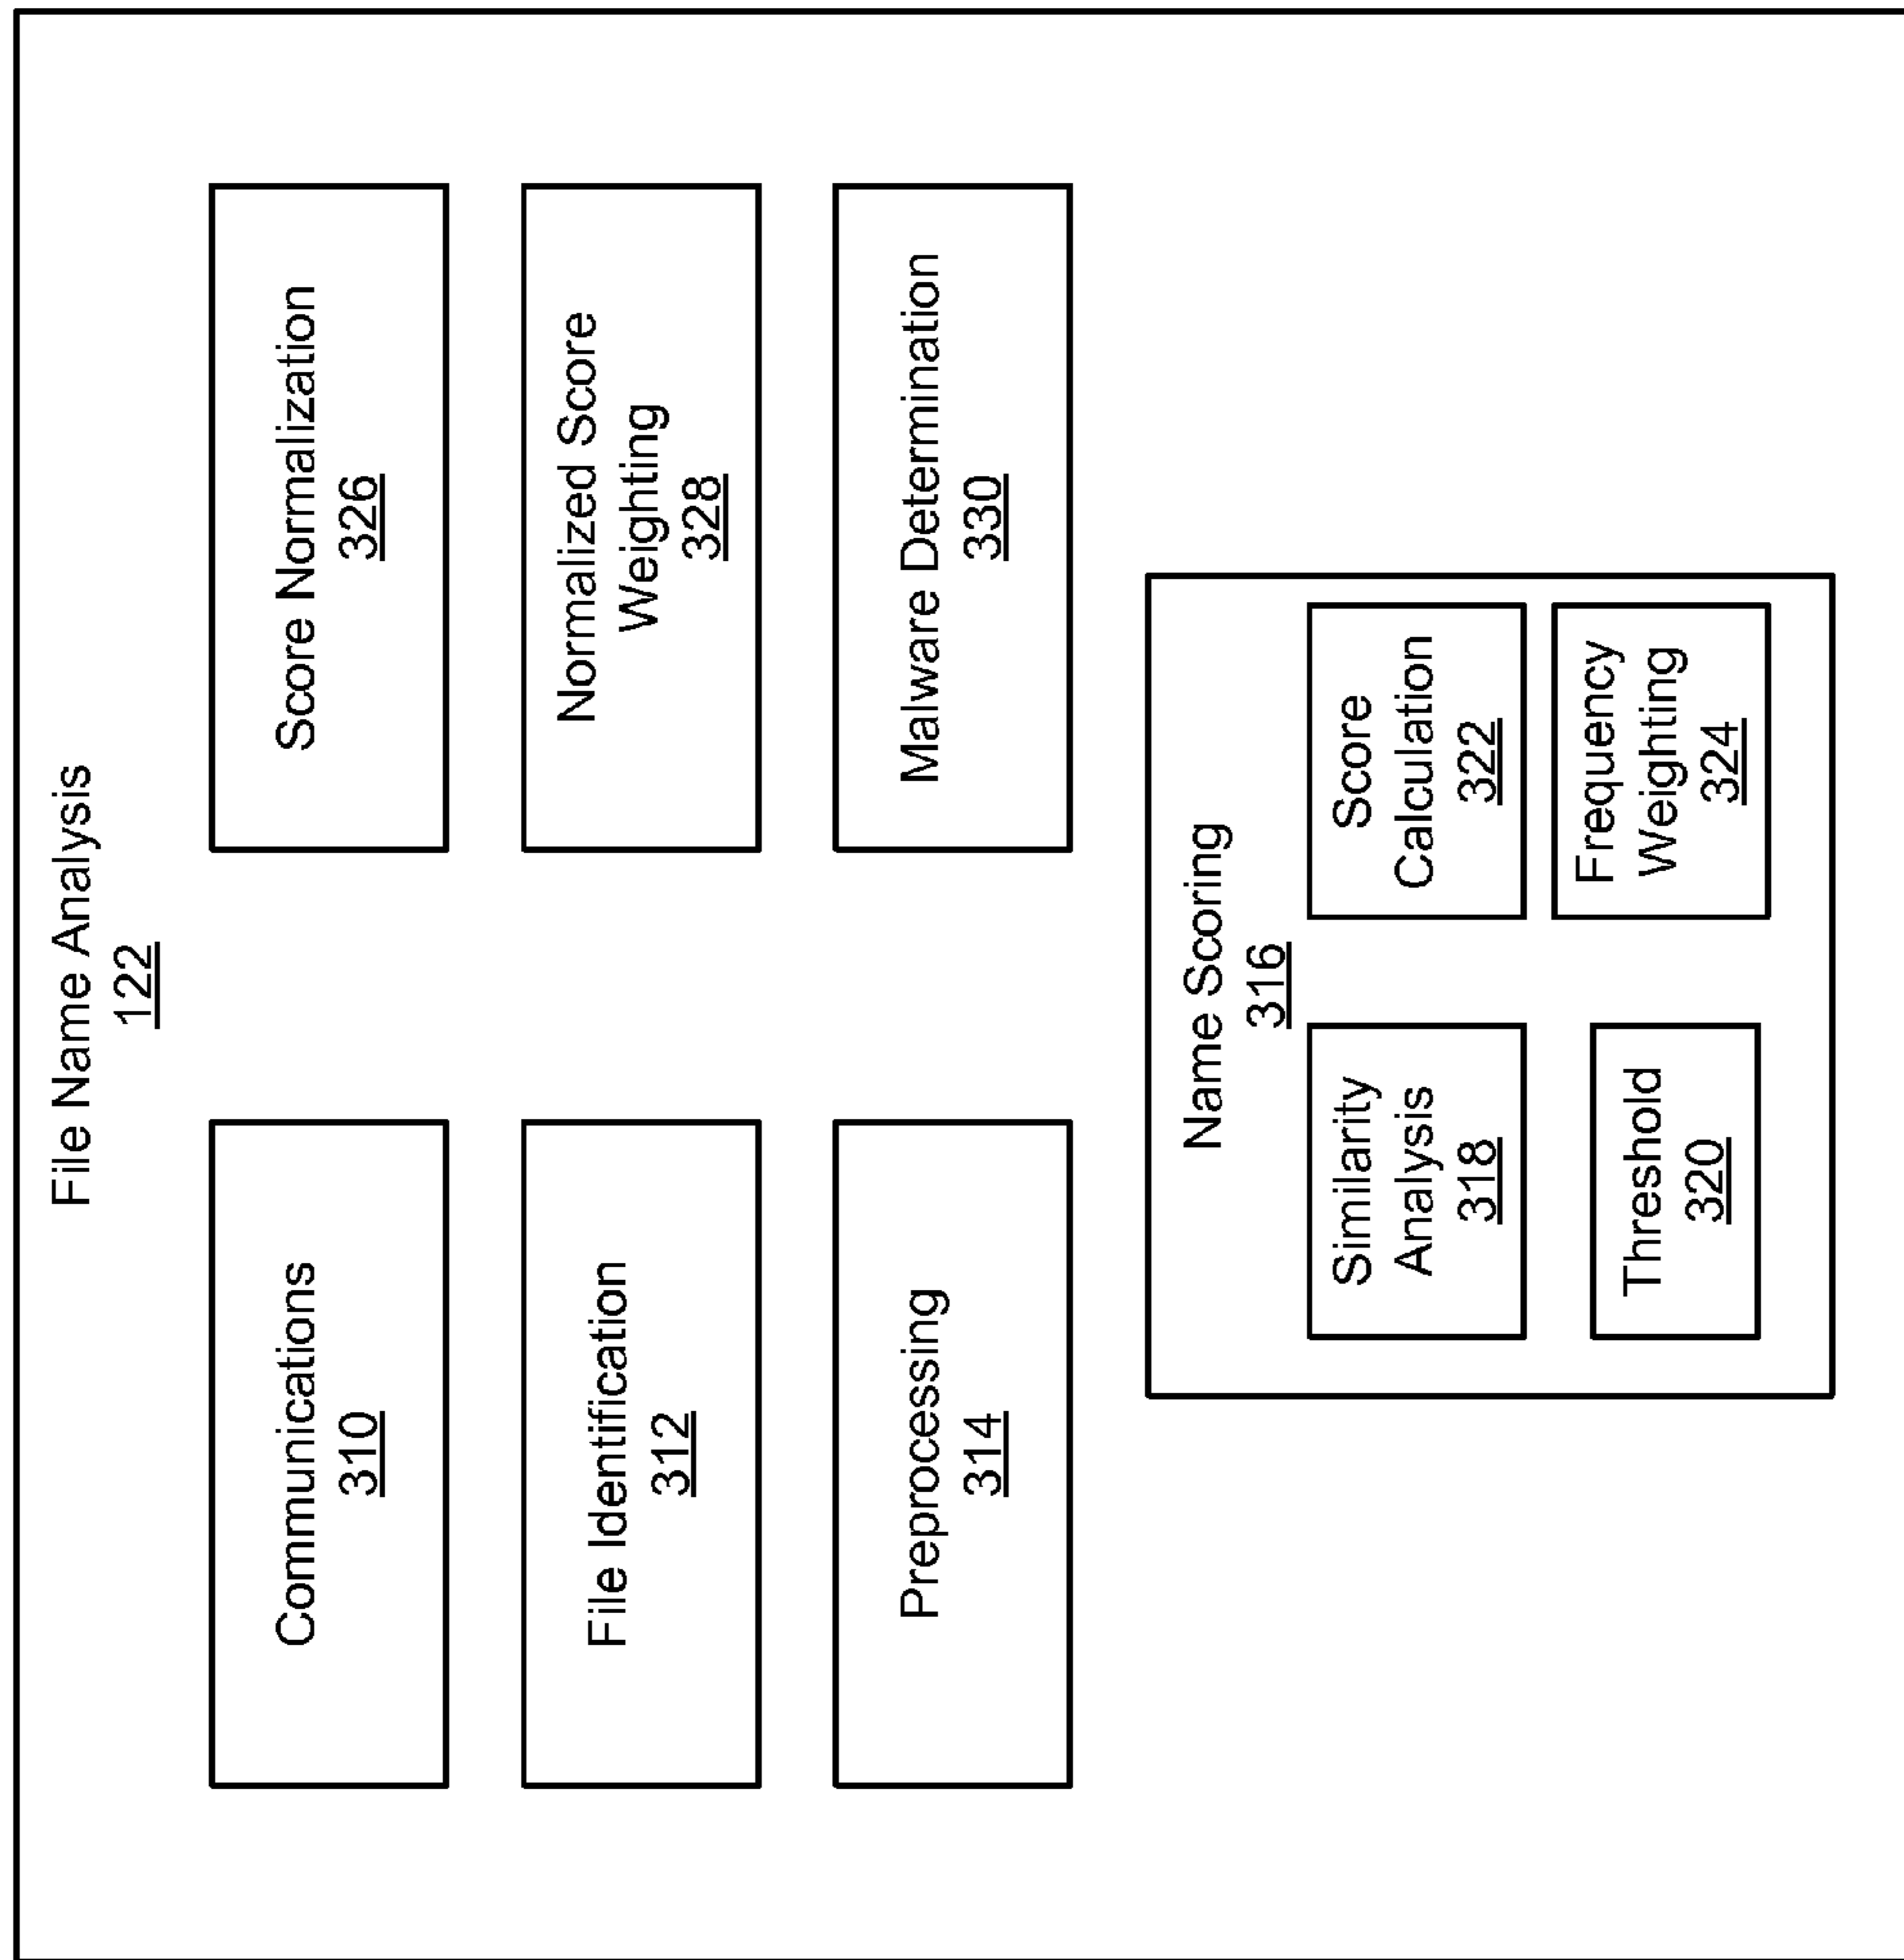 File Name Analysis
122
Communications
310
File Identification
312
Preprocessing
314
Score Normalization
326
Normalized Score
Weighting
328
Malware Determination
330
Name Scoring
316
Similarity
Analysis
318
Threshold
320
Score
Calculation
322
Frequency
Weighting
324